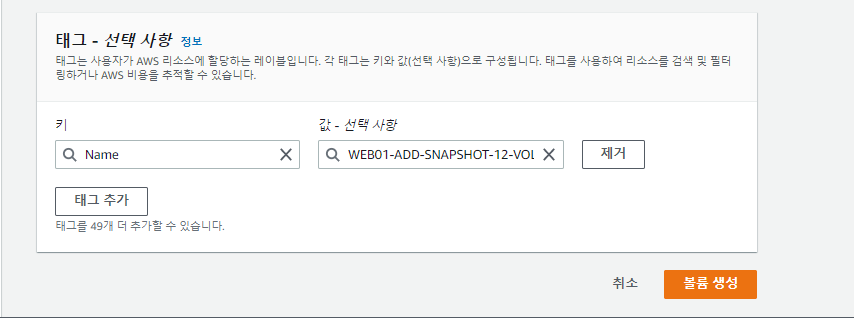 태그 - 선택 사항 정보
태그는 사용자가 AWS 리소스에 할당하는 레이블입니다. 각 태그는 키와 값(선택 사항)으로 구성됩니다. 태그를 사용하여 리소스를 검색 및 필터
링하거나 AWS 비용을 추적할 수 있습니다.
키 값 - 선택 사항
Name WEB01-ADD-SNAPSHOT-12-VOL 제거
태그 추가
태그를 49개 더 추가할 수 있습니다.
취소 볼륨 생성